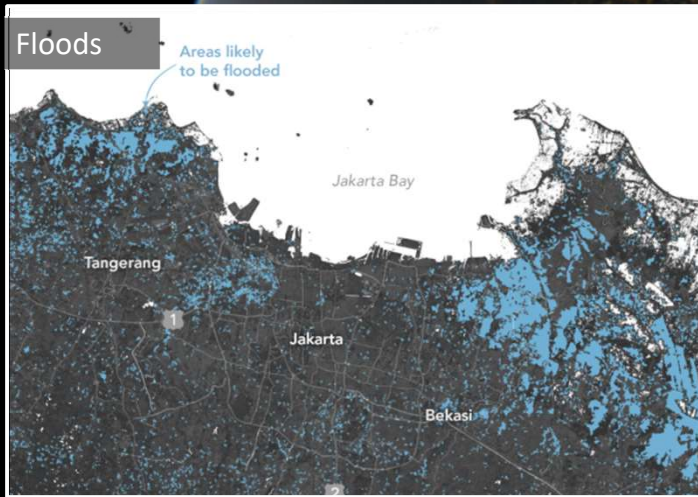 Floods
Areas likely
to be flooded
Jakarta Bay
Tangerang
1
Jakarta
Bekasi
2